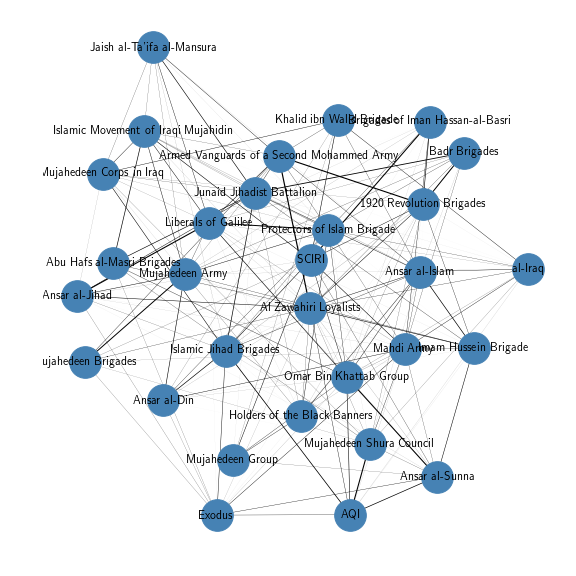 Jaish al-Ta'ifa al-Mansura
Khalid ibn Walid Brigade
Brigades of Iman Hassan-al-Basri
Islamic Movement of Iraqi Mujahidin
Armed Vanguards of a Second Mohammed Army
Badr Brigades
Mujahedeen Corps in Iraq
Junaid Jihadist Battalion
1920 Revolution Brigades
Liberals of Galilee
Protectors of Islam Brigade
SCIRI
Abu Hafs al-Masri Brigades
Mujahedeen Army
Ansar al-Islam
al-Iraq
Ansar al-Jihad
Al Zawahiri Loyalists
Islamic Jihad Brigades
Mahdi Army
Imam Hussein Brigade
ujahedeen Brigades
Omar Bin Khattab Group
Ansar al-Din
Holders of the Black Banners
Mujahedeen Shura Council
Mujahedeen Group
Ansar al-Sunna
Exodus
AQI